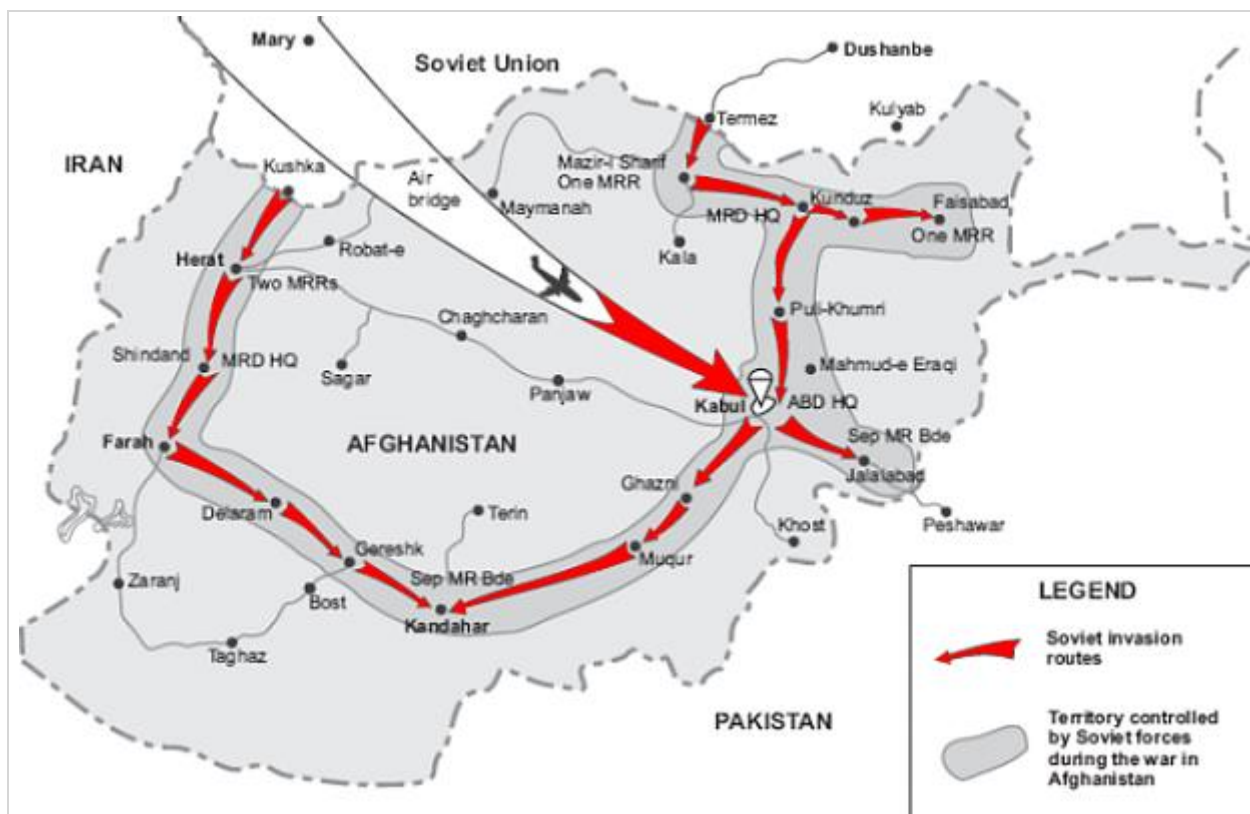 Mary
Soviet Union
Dushanbe
Kulyab
Termez
IRAN
Kushka
Air
bridge
Maymanah
Mazir-i Sharif
One MRR
MRD HQ
Kunduz
Faisabad
One MRR
Robat-e
Herat
Two MRRs
Kala
Chaghcharan
Puli-Khumri
Shindand
MRD HQ
Sagar
Panjaw
Mahmud-e Eraqi
Kabul
ABD HQ
Farah
AFGHANISTAN
Sep MR Bde
Jalalabad
Ghazni
Delaram
Terin
Khost
Peshawar
Gereshk
Muqur
Zaranj
Bost
Sep MR Bde
Kandahar
Taghaz
PAKISTAN
LEGEND
Soviet invasion
routes
Territory controlled
by Soviet forces
during the war in
Afghanistan